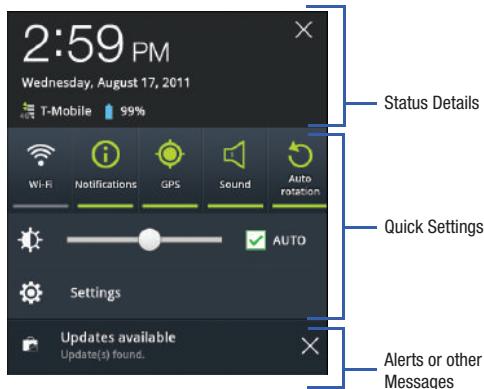 2:59 PM
Wednesday, August 17, 2011
4G T-Mobile 99%
Status Details
Wi-Fi Notifications GPS Sound Auto rotation
Quick Settings
AUTO
Settings
Updates available
Update(s) found.
Alerts or other
Messages